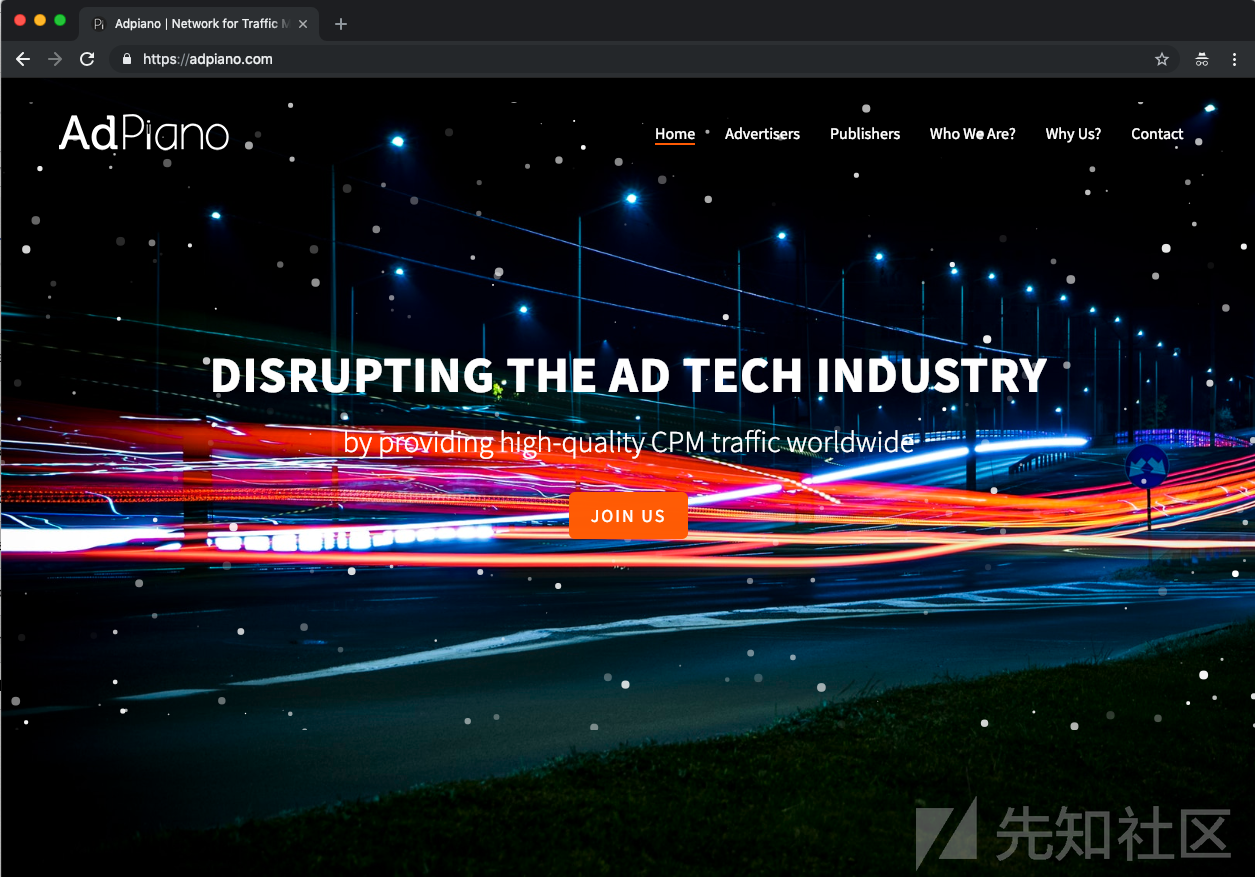 Adpiano | Network for Traffic M
https://adpiano.com
AdPiano
Home Advertisers Publishers Who We Are? Why Us? Contact
DISRUPTING THE AD TECH INDUSTRY
by providing high-quality CPM traffic worldwide
JOIN US
先知社区